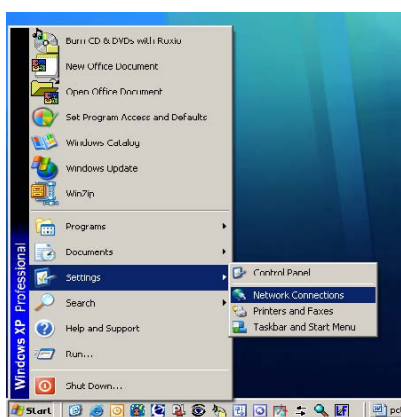 Burn CD & DVDs with Roxio
New Office Document
Open Office Document
Set Program Access and Defaults
Windows Catalog
Windows Update
WinZip
Programs
Documents
Settings
Search
Help and Support
Run...
Shut Down...
Windows XP Professional
Control Panel
Network Connections
Printers and Faxes
Taskbar and Start Menu
Start